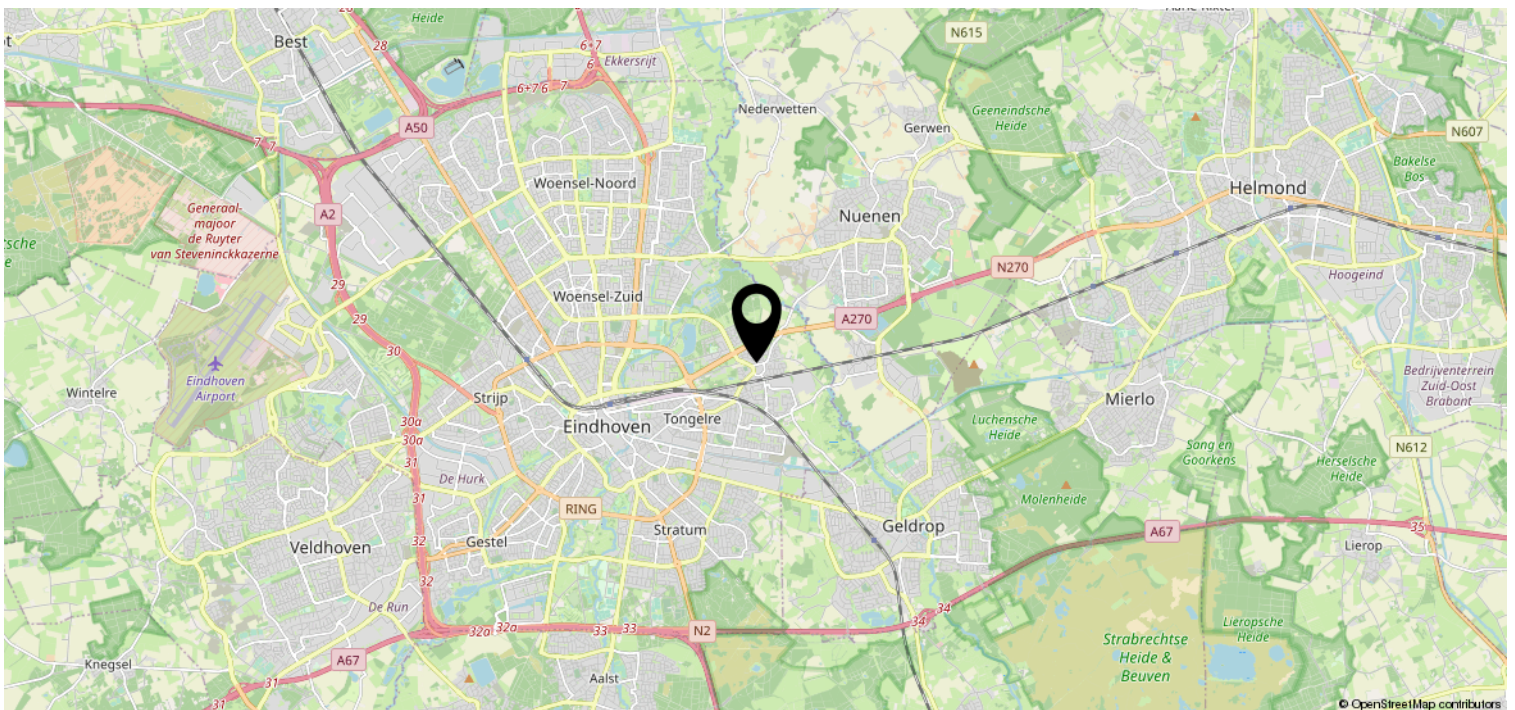 Best
28
Heide
6+7
6
Ekkersrijt
6+7
6
7
N615
Nederwetten
Geeneindsche
Heide
Gerwen
A50
7
7
N607
Bakelse
Bos
Woensel-Noord
Helmond
Generaal-
majoor
de Ruyter
van Steveninckkazerne
A2
Nuenen
N270
Hoogeind
29
Woensel-Zuid
29
A270
30
Eindhoven
Airport
Wintelre
Strijp
Bedrijventerrein
Zuid-Oost
Brabant
Mierlo
30a
30a
Eindhoven
Tongelre
Luchensche
Heide
31
Sang en
Goorkens
N612
Herselsche
Heide
De Hurk
31
Molenheide
RING
Stratum
Geldrop
A67
35
Lierop
32
Gestel
Veldhoven
32
De Run
34
34
32a
32a
33
33
N2
Lieropsche
Heide
Strabrechtse
Heide &
Beuven
Knegsel
A67
31
31
Aalst
© OpenStreetMap contributors